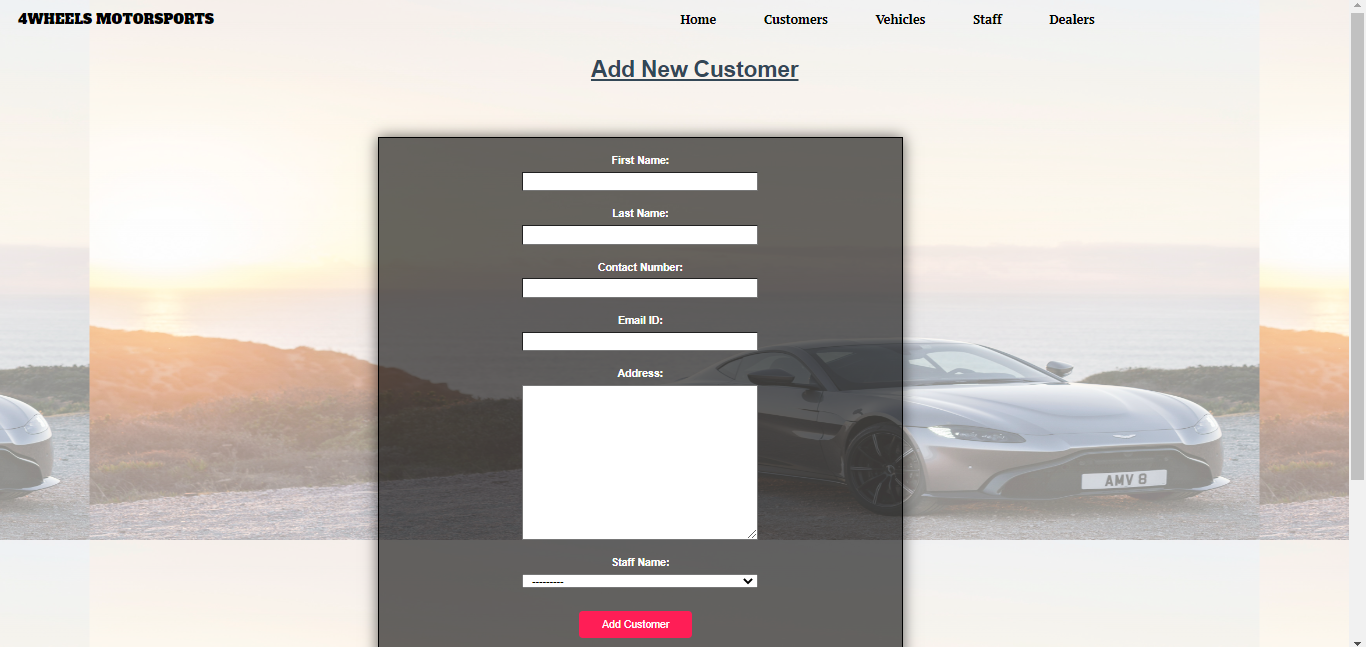 4WHEELS MOTORSPORTS
Home Customers Vehicles Staff Dealers
Add New Customer
First Name:
Last Name:
Contact Number:
Email ID:
Address:
AMV 8
Staff Name:
---------
Add Customer